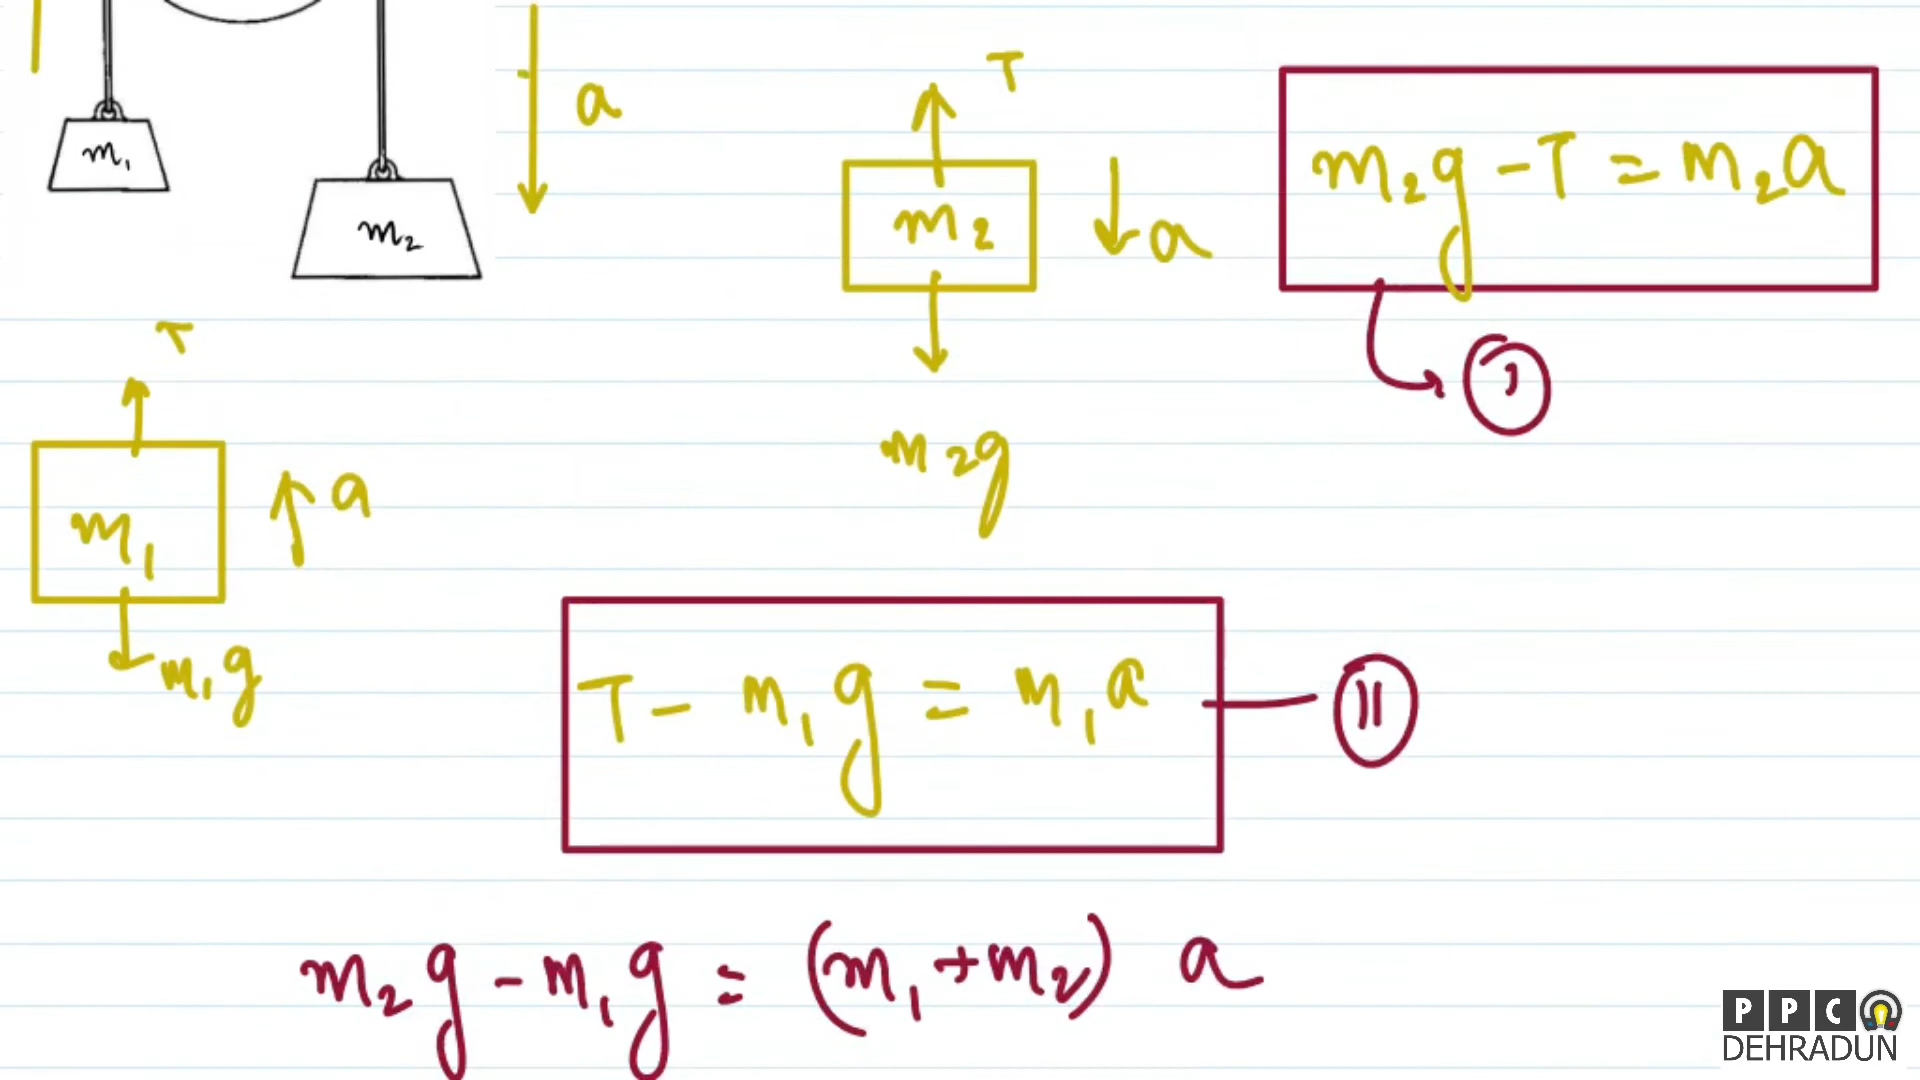 m₁
m₂
a
T
m₂
a
m₂g
m₂g - T = m₂a
I
T
m₁
a
m₁g
T - m₁g = m₁a
II
m₂g - m₁g = (m₁ + m₂) a
PPC
DEHRADUN